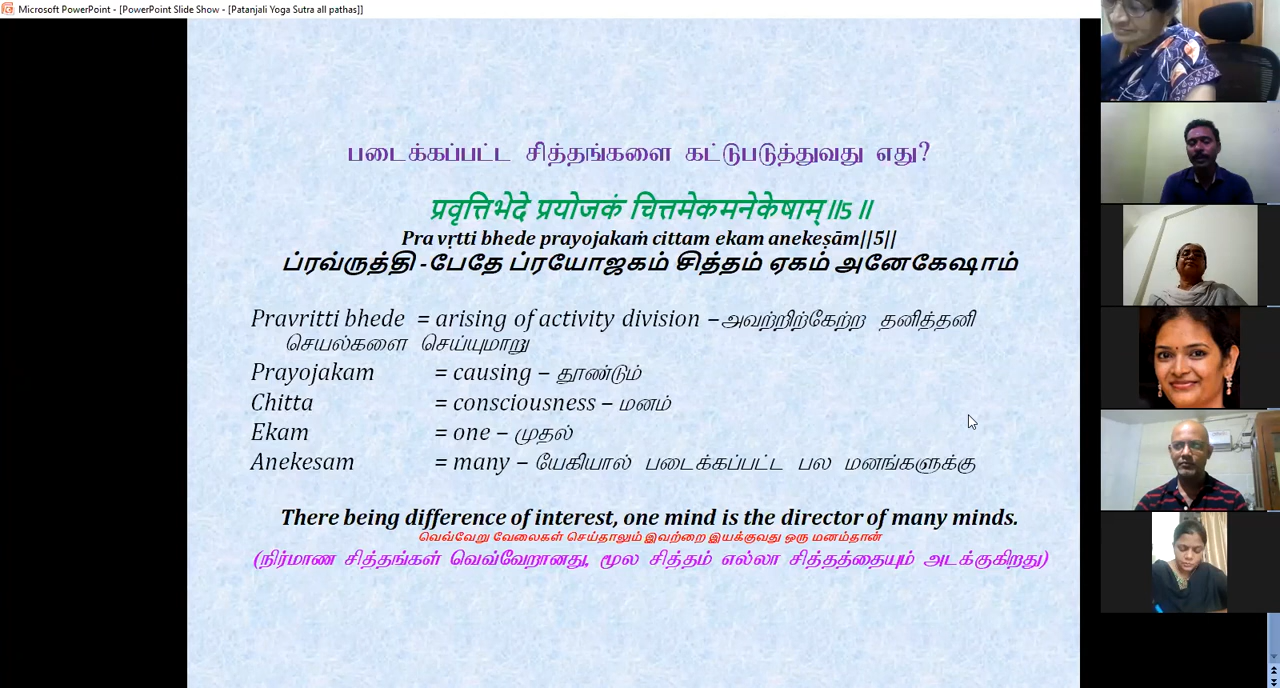 Microsoft PowerPoint - [PowerPoint Slide Show - [Patanjali Yoga Sutra all pathas]]
படைக்கப்பட்ட சித்தங்களை கட்டுபடுத்துவது எது?
प्रवृत्तिभेदे प्रयोजकं चित्तमेकमनेकेषाम्॥5॥
Pra vṛtti bhede prayojakaṁ cittam ekam anekeṣām||5||
ப்ரவ்ருத்தி -பேதே ப்ரயோஜகம் சித்தம் ஏகம் அனேகேஷாம்
Pravritti bhede = arising of activity division – அவற்றிற்கேற்ற தனித்தனி
செயல்களை செய்யுமாறு
Prayojakam = causing – தூண்டும்
Chitta = consciousness – மனம்
Ekam = one – முதல்
Anekesam = many – யேகியால் படைக்கப்பட்ட பல மனங்களுக்கு
There being difference of interest, one mind is the director of many minds.
வெவ்வேறு வேலைகள் செய்தாலும் இவற்றை இயக்குவது ஒரு மனம்தான்
(நிர்மாண சித்தங்கள் வெவ்வேறானது, மூல சித்தம் எல்லா சித்தத்தையும் அடக்குகிறது)